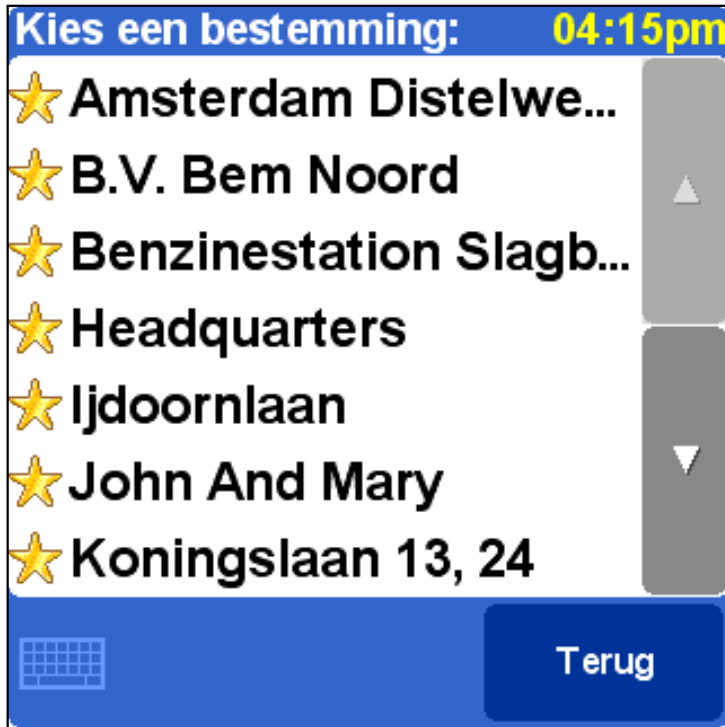 Kies een bestemming: 04:15pm
Amsterdam Distelwe...
B.V. Bem Noord
Benzinestation Slagb...
Headquarters
Ijdoornlaan
John And Mary
Koningslaan 13, 24
Terug